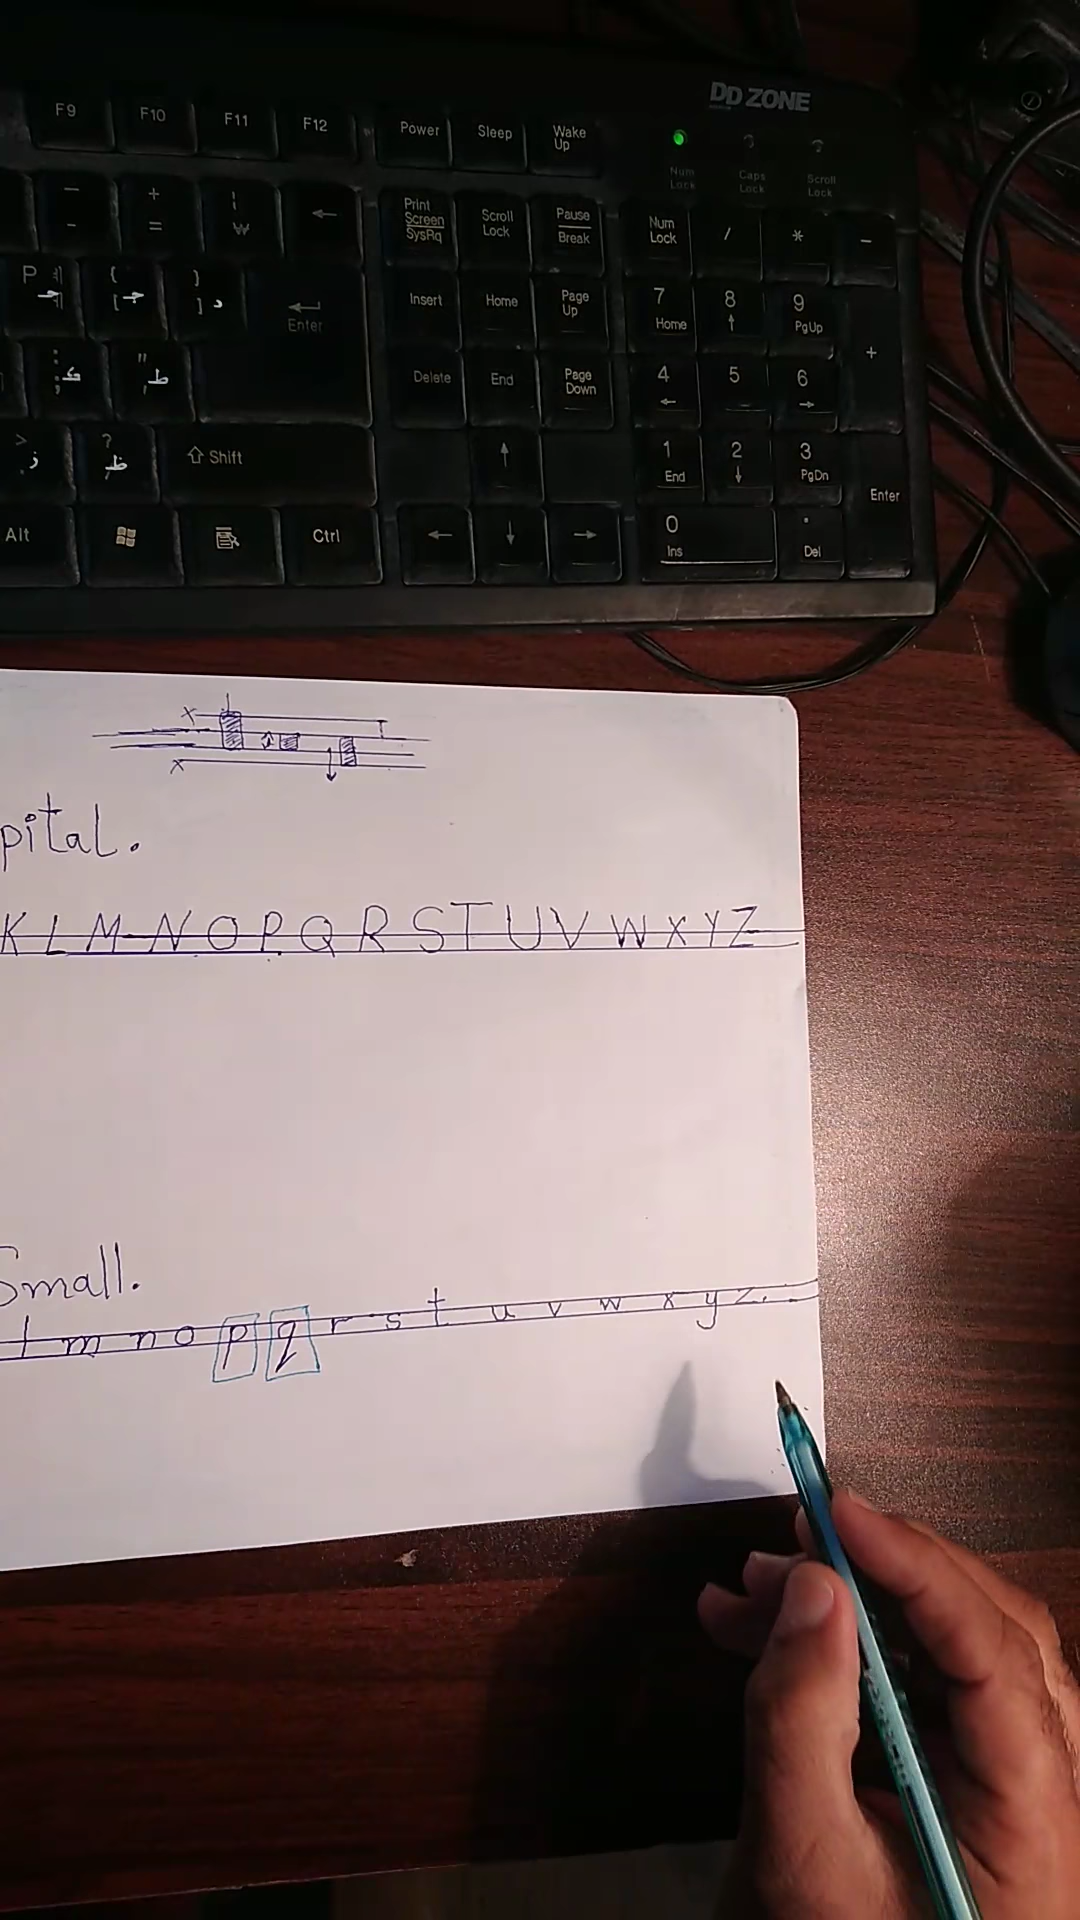 DD ZONE
F9 F10 F11 F12 Power Sleep Wake Up
Num Lock Caps Lock Scroll Lock
— - + = ← Print Screen SysRq Scroll Lock Pause Break Num Lock / * −
P { [ } ] د Enter Insert Home Page Up 7 Home 8 ↑ 9 PgUp +
: ; ك " ' ط Delete End Page Down 4 ← 5 6 →
> . ز ? / ظ ⇧ Shift ↑ 1 End 2 ↓ 3 PgDn Enter
Alt Ctrl ← ↓ → 0 Ins . Del
x
x
pital.
K L M N O P Q R S T U V W X Y Z
Small.
l m n o p q r s t u v w x y z.